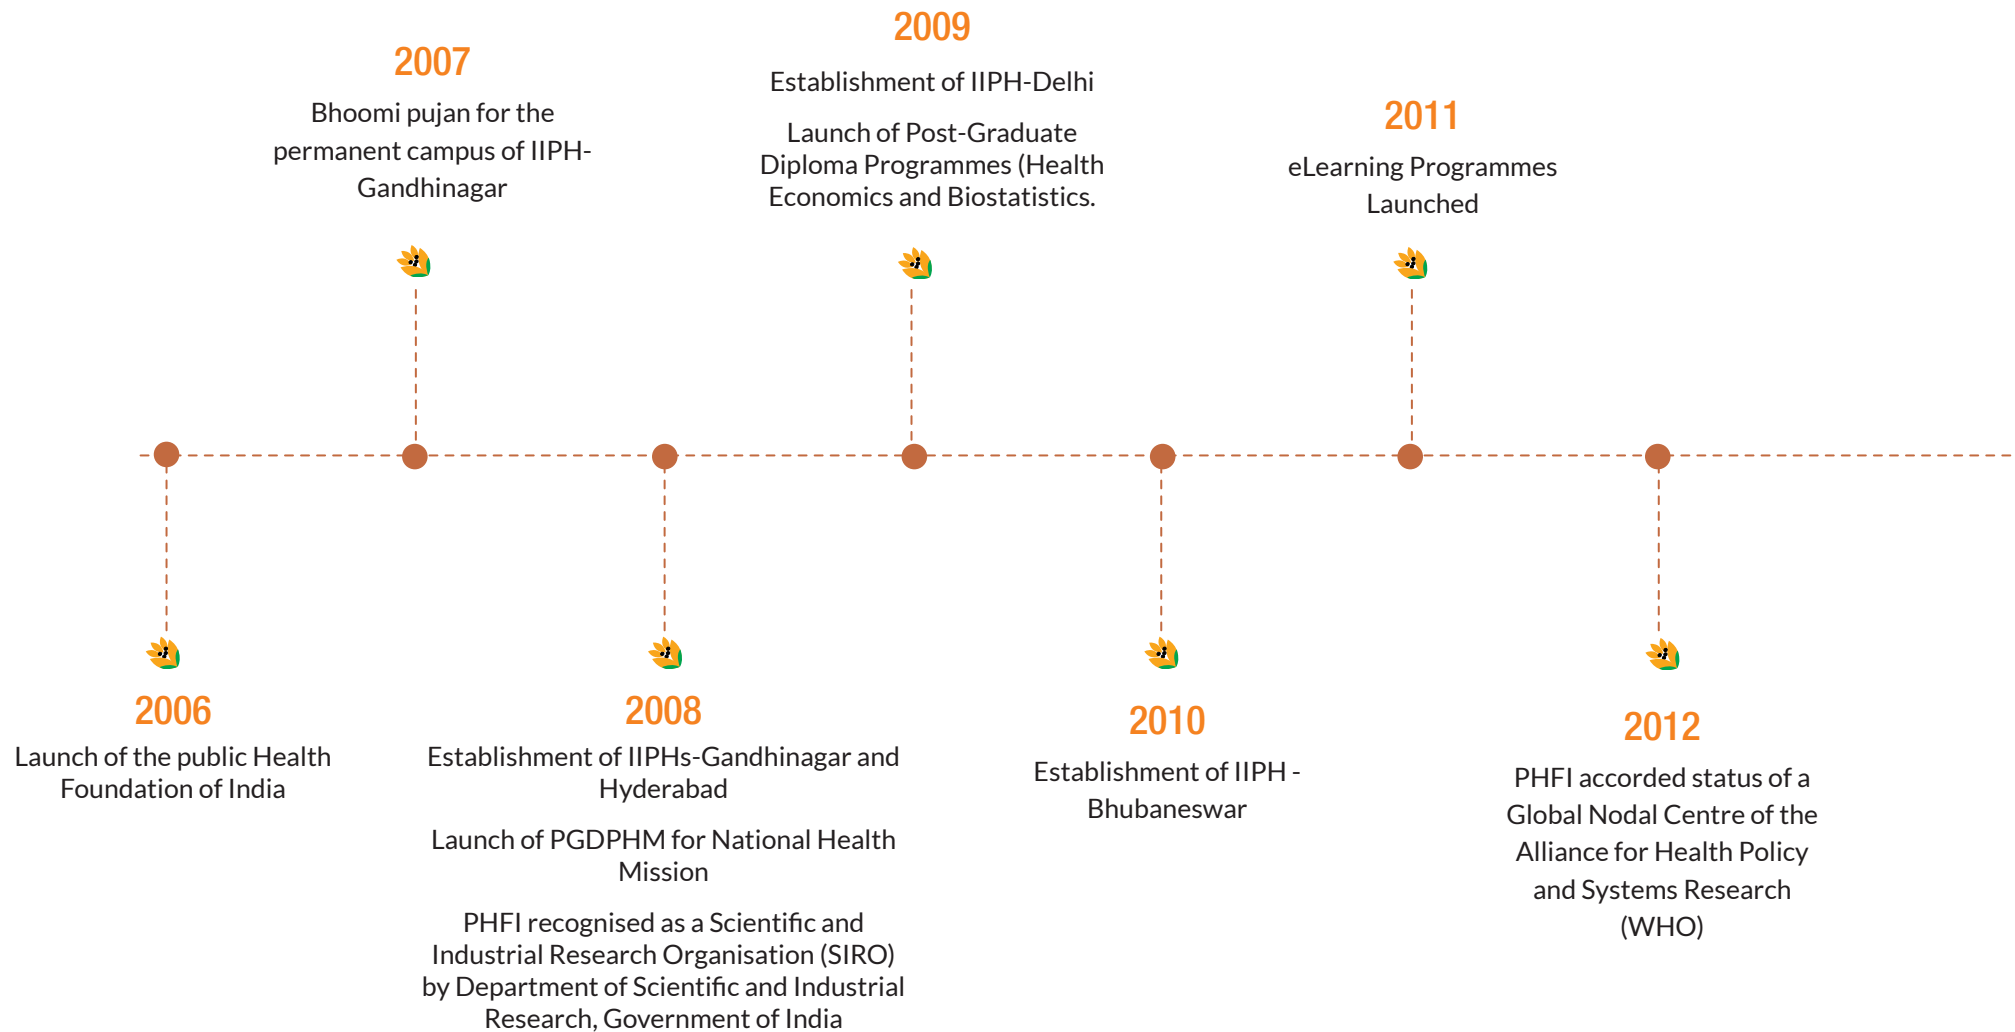 2006
Launch of the public Health
Foundation of India
2007
Bhoomi pujan for the
permanent campus of IIPH-
Gandhinagar
2008
Establishment of IIPHs-Gandhinagar and
Hyderabad
Launch of PGDPHM for National Health
Mission
PHFI recognised as a Scientific and
Industrial Research Organisation (SIRO)
by Department of Scientific and Industrial
Research, Government of India
2009
Establishment of IIPH-Delhi
Launch of Post-Graduate
Diploma Programmes (Health
Economics and Biostatistics.
2010
Establishment of IIPH -
Bhubaneswar
2011
eLearning Programmes
Launched
2012
PHFI accorded status of a
Global Nodal Centre of the
Alliance for Health Policy
and Systems Research
(WHO)